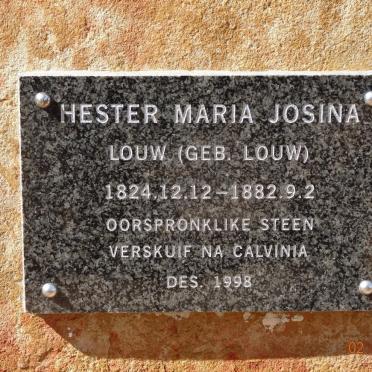 HESTER MARIA JOSINA
LOUW (GEB. LOUW)
1824.12.12-1882.9.2
OORSPRONKLIKE STEEN
VERSKUIF NA CALVINIA
DES. 1998
02